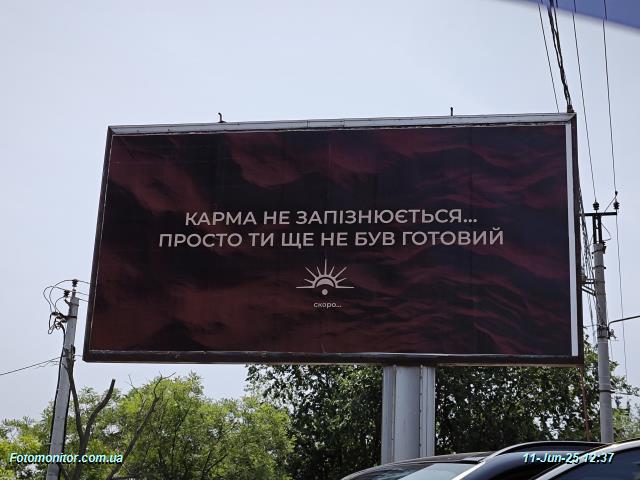 КАРМА НЕ ЗАПІЗНЮЄТЬСЯ...
ПРОСТО ТИ ЩЕ НЕ БУВ ГОТОВИЙ
скоро...
Fotomonitor.com.ua
11-Jun-25 12:37